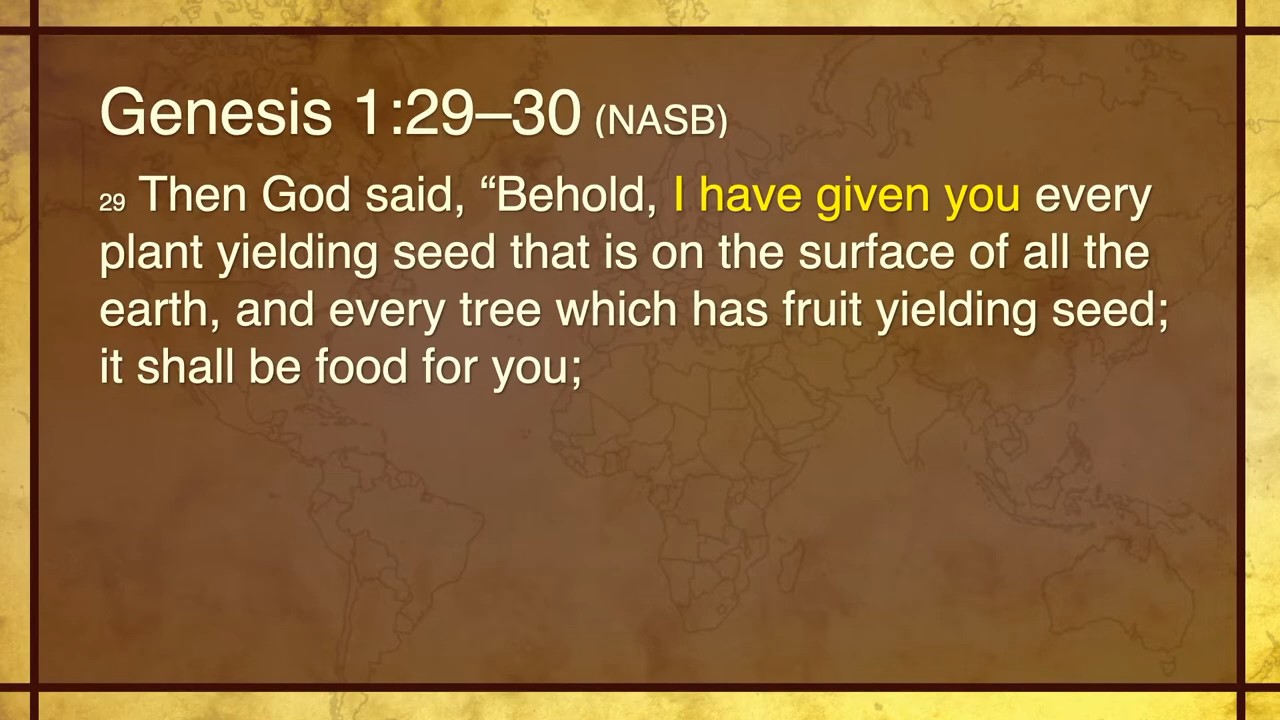 Genesis 1:29–30 (NASB)
29 Then God said, “Behold, I have given you every
plant yielding seed that is on the surface of all the
earth, and every tree which has fruit yielding seed;
it shall be food for you;